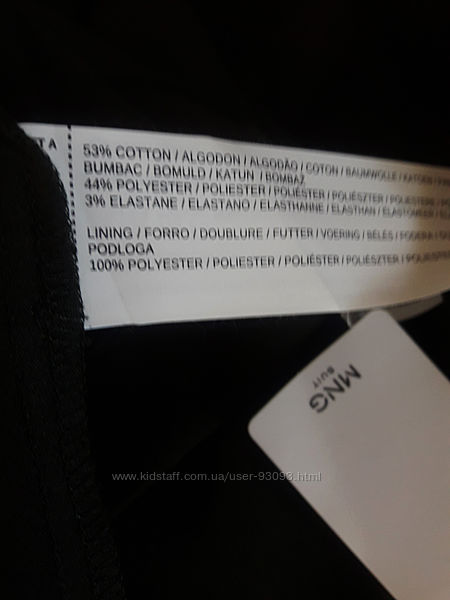 T A
53% COTTON / ALGODON / ALGODÃO / COTON / BAUMWOLLE / KATOEN /
BUMBAC / BOMULD / KATUN / BOMBAŽ
44% POLYESTER / POLIESTER / POLIÉSTER / POLIÉSZTER / POLIESTERE /
3% ELASTANE / ELASTANO / ELASTHANNE / ELASTHAN /
LINING / FORRO / DOUBLURE / FUTTER / VOERING / BÉLÉS /
PODLOGA
100% POLYESTER / POLIESTER / POLIÉSTER / POLIÉSZTER /
MNG
SUIT
www.kidstaff.com.ua/user-93093.html